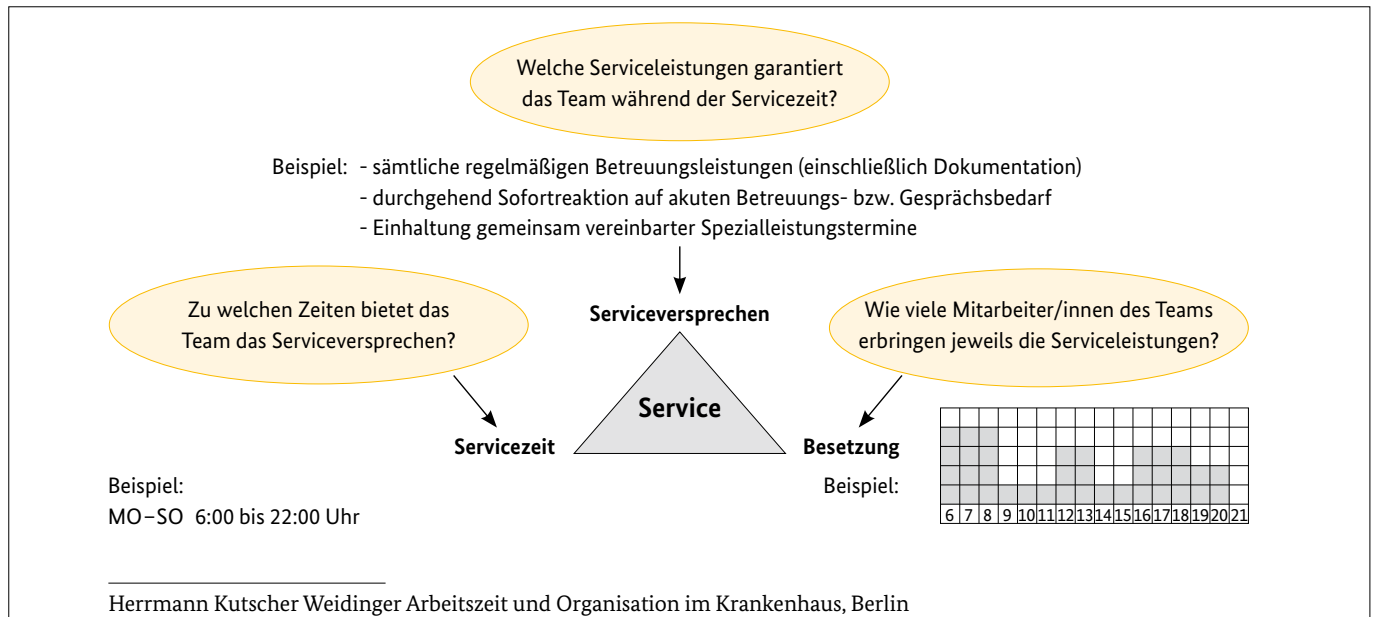 Welche Serviceleistungen garantiert
das Team während der Servicezeit?
Beispiel: - sämtliche regelmäßigen Betreuungsleistungen (einschließlich Dokumentation)
- durchgehend Sofortreaktion auf akuten Betreuungs- bzw. Gesprächsbedarf
- Einhaltung gemeinsam vereinbarter Spezialleistungstermine
Zu welchen Zeiten bietet das
Team das Serviceversprechen?
Serviceversprechen
Wie viele Mitarbeiter/innen des Teams
erbringen jeweils die Serviceleistungen?
Service
Servicezeit
Besetzung
Beispiel:
MO–SO 6:00 bis 22:00 Uhr
Beispiel:
6 7 8 9 10 11 12 13 14 15 16 17 18 19 20 21
Herrmann Kutscher Weidinger Arbeitszeit und Organisation im Krankenhaus, Berlin